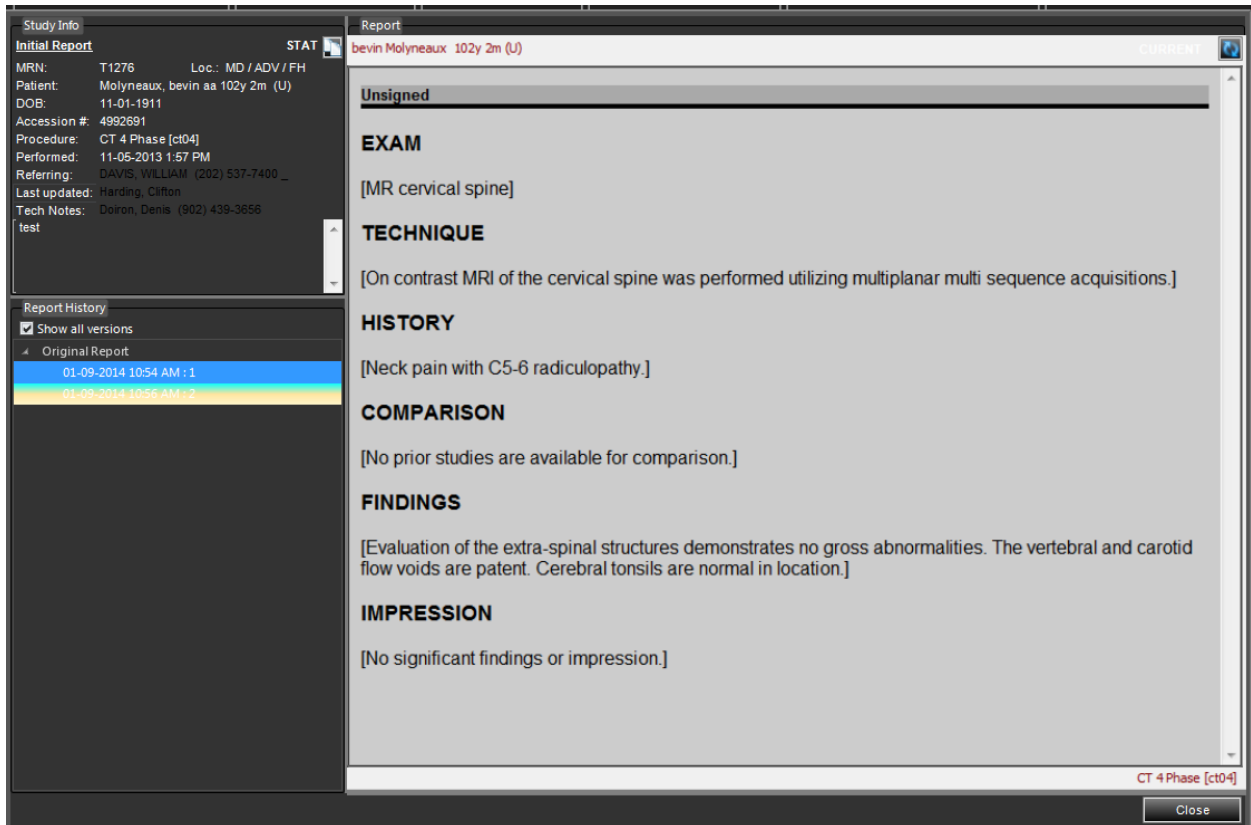 Study Info
Initial Report STAT
MRN: T1276 Loc.: MD / ADV / FH
Patient: Molyneaux, bevin aa 102y 2m (U)
DOB: 11-01-1911
Accession #: 4992691
Procedure: CT 4 Phase [ct04]
Performed: 11-05-2013 1:57 PM
Referring: DAVIS, WILLIAM (202) 537-7400 _
Last updated: Harding, Clifton
Tech Notes: Doiron, Denis (902) 439-3656
test
Report History
Show all versions
Original Report
01-09-2014 10:54 AM : 1
01-09-2014 10:56 AM : 2
Report
bevin Molyneaux 102y 2m (U) CURRENT
Unsigned
EXAM
[MR cervical spine]
TECHNIQUE
[On contrast MRI of the cervical spine was performed utilizing multiplanar multi sequence acquisitions.]
HISTORY
[Neck pain with C5-6 radiculopathy.]
COMPARISON
[No prior studies are available for comparison.]
FINDINGS
[Evaluation of the extra-spinal structures demonstrates no gross abnormalities. The vertebral and carotid
flow voids are patent. Cerebral tonsils are normal in location.]
IMPRESSION
[No significant findings or impression.]
CT 4 Phase [ct04]
Close